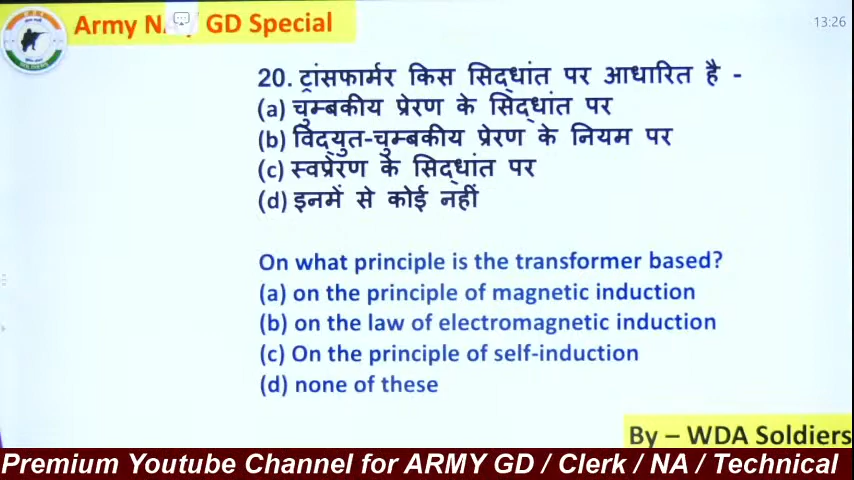 Army N GD Special
13:26
20. ट्रांसफार्मर किस सिद्धांत पर आधारित है -
(a) चुम्बकीय प्रेरण के सिद्धांत पर
(b) विद्युत-चुम्बकीय प्रेरण के नियम पर
(c) स्वप्रेरण के सिद्धांत पर
(d) इनमें से कोई नहीं
On what principle is the transformer based?
(a) on the principle of magnetic induction
(b) on the law of electromagnetic induction
(c) On the principle of self-induction
(d) none of these
By – WDA Soldiers
Premium Youtube Channel for ARMY GD / Clerk / NA / Technical